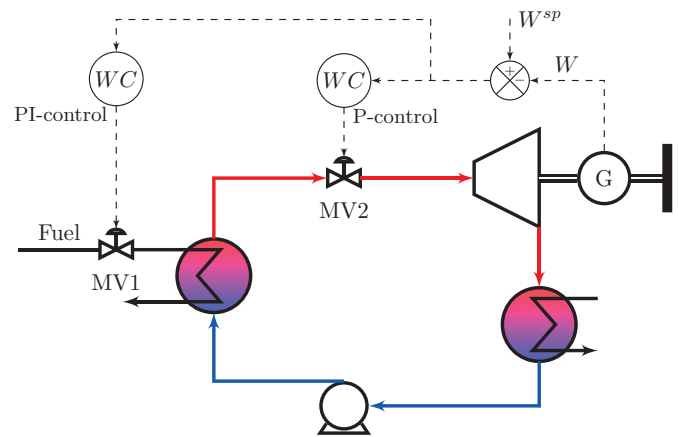 W^{sp}
+
−
W
WC
WC
PI-control
P-control
G
MV2
Fuel
MV1